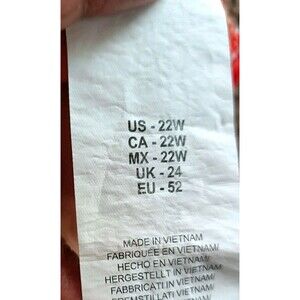 US - 22W
CA - 22W
MX - 22W
UK - 24
EU - 52
MADE IN VIETNAM
FABRIQUÉE EN VIETNAM/
HECHO EN VIETNAM/
HERGESTELLT IN VIETNAM/
FABBRICATI IN VIETNAM/
VIETNAM/